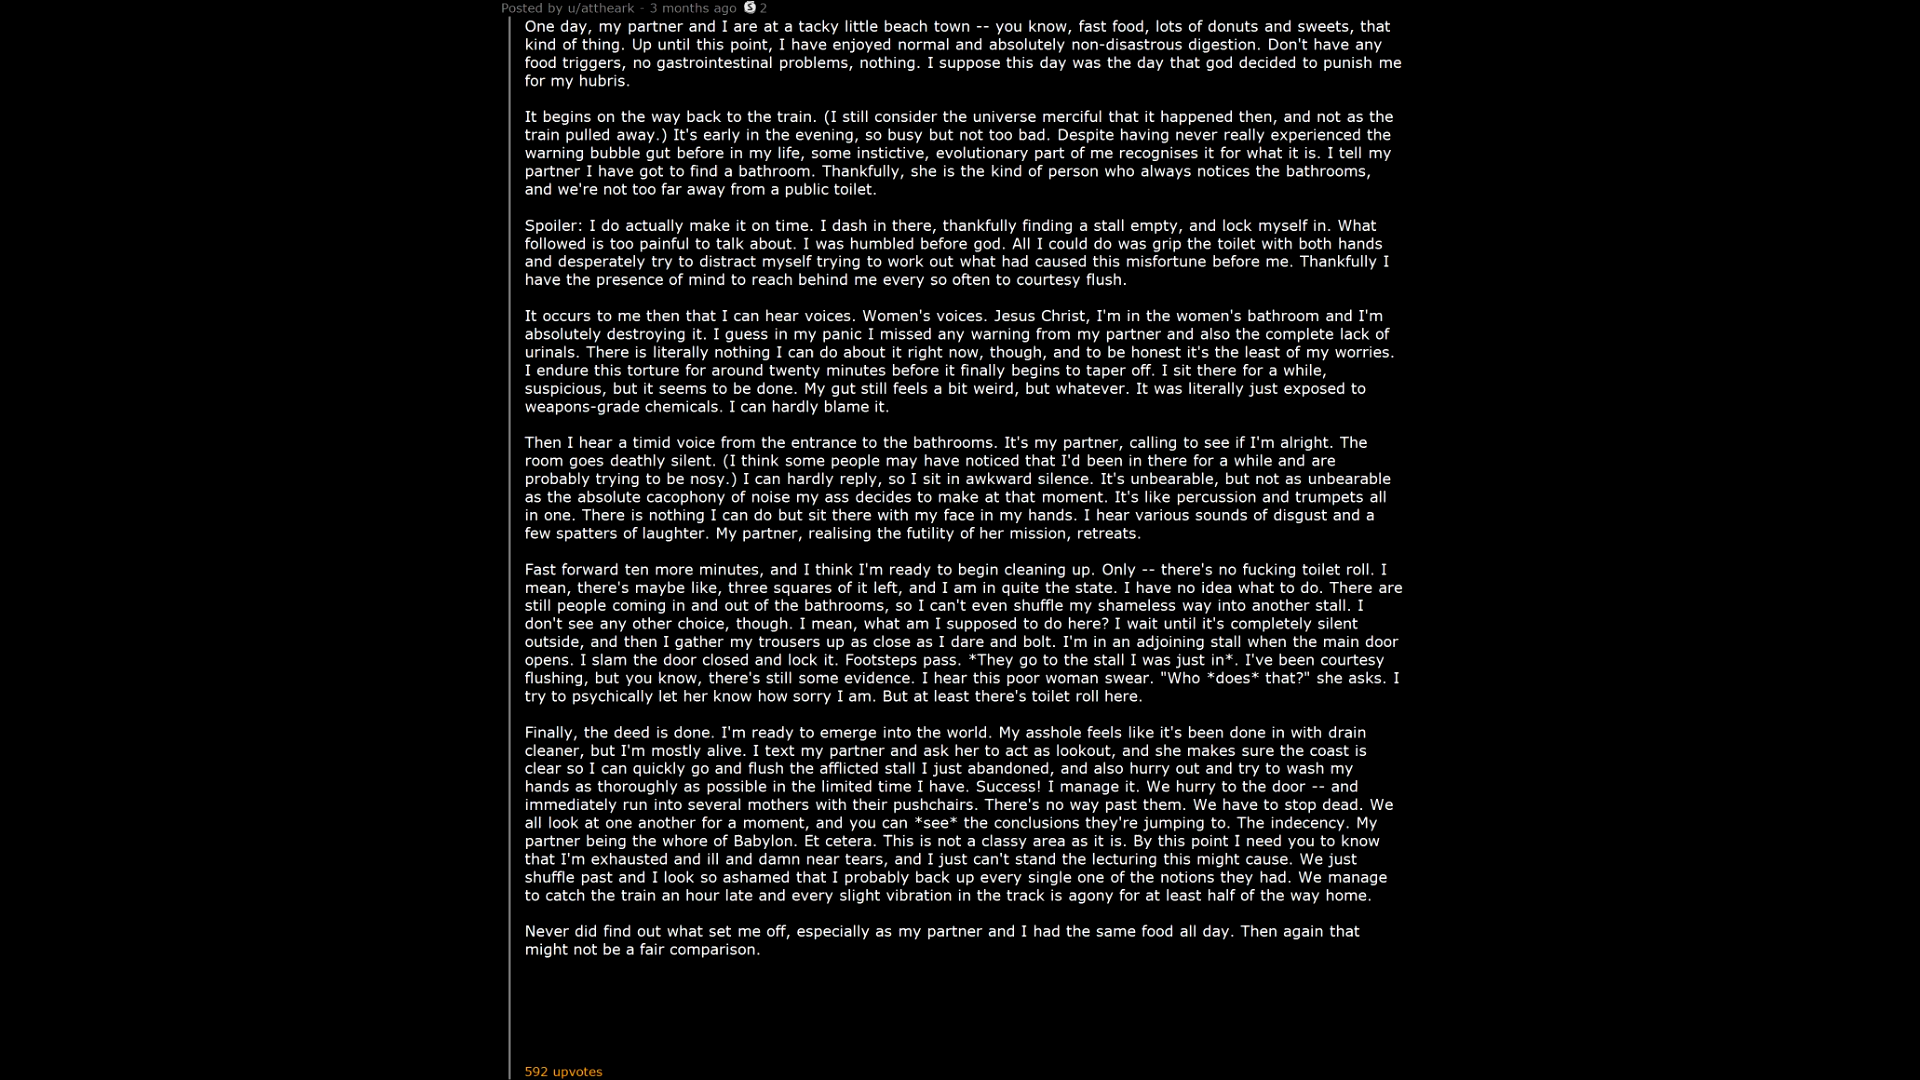 Posted by u/attheark - 3 months ago S 2
One day, my partner and I are at a tacky little beach town -- you know, fast food, lots of donuts and sweets, that
kind of thing. Up until this point, I have enjoyed normal and absolutely non-disastrous digestion. Don't have any
food triggers, no gastrointestinal problems, nothing. I suppose this day was the day that god decided to punish me
for my hubris.
It begins on the way back to the train. (I still consider the universe merciful that it happened then, and not as the
train pulled away.) It's early in the evening, so busy but not too bad. Despite having never really experienced the
warning bubble gut before in my life, some instictive, evolutionary part of me recognises it for what it is. I tell my
partner I have got to find a bathroom. Thankfully, she is the kind of person who always notices the bathrooms,
and we're not too far away from a public toilet.
Spoiler: I do actually make it on time. I dash in there, thankfully finding a stall empty, and lock myself in. What
followed is too painful to talk about. I was humbled before god. All I could do was grip the toilet with both hands
and desperately try to distract myself trying to work out what had caused this misfortune before me. Thankfully I
have the presence of mind to reach behind me every so often to courtesy flush.
It occurs to me then that I can hear voices. Women's voices. Jesus Christ, I'm in the women's bathroom and I'm
absolutely destroying it. I guess in my panic I missed any warning from my partner and also the complete lack of
urinals. There is literally nothing I can do about it right now, though, and to be honest it's the least of my worries.
I endure this torture for around twenty minutes before it finally begins to taper off. I sit there for a while,
suspicious, but it seems to be done. My gut still feels a bit weird, but whatever. It was literally just exposed to
weapons-grade chemicals. I can hardly blame it.
Then I hear a timid voice from the entrance to the bathrooms. It's my partner, calling to see if I'm alright. The
room goes deathly silent. (I think some people may have noticed that I'd been in there for a while and are
probably trying to be nosy.) I can hardly reply, so I sit in awkward silence. It's unbearable, but not as unbearable
as the absolute cacophony of noise my ass decides to make at that moment. It's like percussion and trumpets all
in one. There is nothing I can do but sit there with my face in my hands. I hear various sounds of disgust and a
few spatters of laughter. My partner, realising the futility of her mission, retreats.
Fast forward ten more minutes, and I think I'm ready to begin cleaning up. Only -- there's no fucking toilet roll. I
mean, there's maybe like, three squares of it left, and I am in quite the state. I have no idea what to do. There are
still people coming in and out of the bathrooms, so I can't even shuffle my shameless way into another stall. I
don't see any other choice, though. I mean, what am I supposed to do here? I wait until it's completely silent
outside, and then I gather my trousers up as close as I dare and bolt. I'm in an adjoining stall when the main door
opens. I slam the door closed and lock it. Footsteps pass. *They go to the stall I was just in*. I've been courtesy
flushing, but you know, there's still some evidence. I hear this poor woman swear. "Who *does* that?" she asks. I
try to psychically let her know how sorry I am. But at least there's toilet roll here.
Finally, the deed is done. I'm ready to emerge into the world. My asshole feels like it's been done in with drain
cleaner, but I'm mostly alive. I text my partner and ask her to act as lookout, and she makes sure the coast is
clear so I can quickly go and flush the afflicted stall I just abandoned, and also hurry out and try to wash my
hands as thoroughly as possible in the limited time I have. Success! I manage it. We hurry to the door -- and
immediately run into several mothers with their pushchairs. There's no way past them. We have to stop dead. We
all look at one another for a moment, and you can *see* the conclusions they're jumping to. The indecency. My
partner being the whore of Babylon. Et cetera. This is not a classy area as it is. By this point I need you to know
that I'm exhausted and ill and damn near tears, and I just can't stand the lecturing this might cause. We just
shuffle past and I look so ashamed that I probably back up every single one of the notions they had. We manage
to catch the train an hour late and every slight vibration in the track is agony for at least half of the way home.
Never did find out what set me off, especially as my partner and I had the same food all day. Then again that
might not be a fair comparison.
592 upvotes